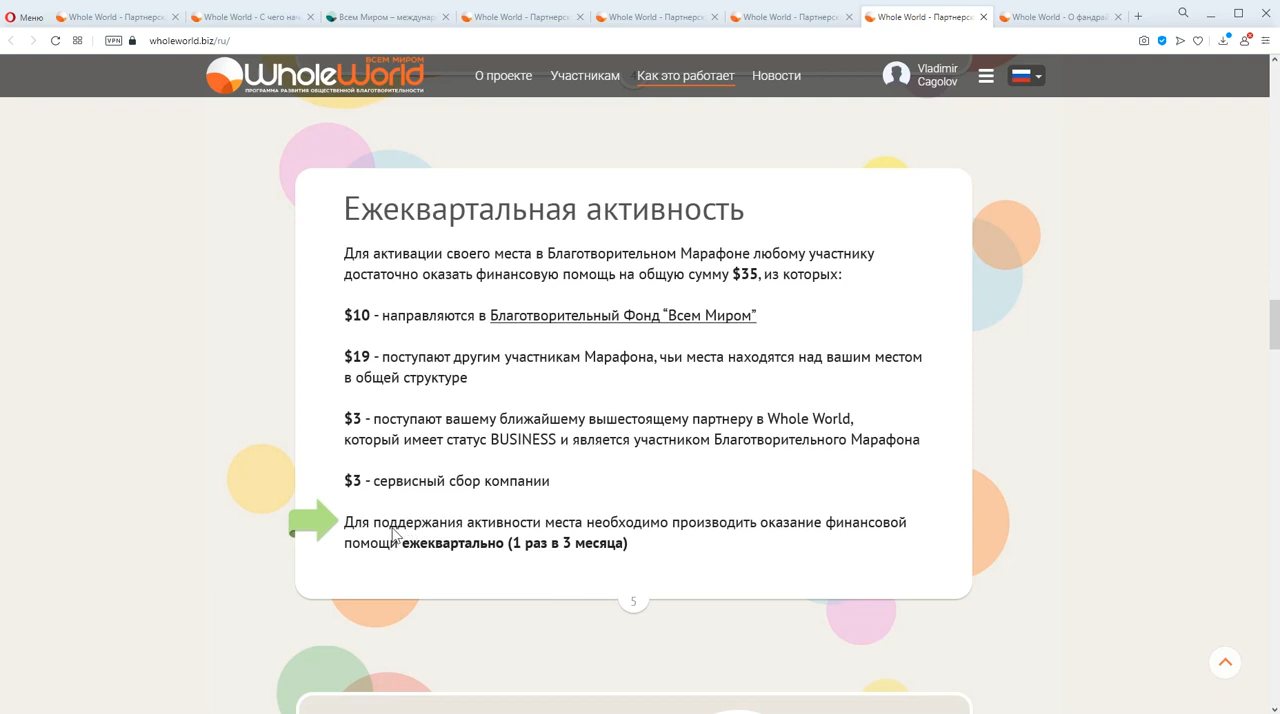 Меню
Whole World - Партнерск
Whole World - С чего нач
Всем Миром – междунар
Whole World - Партнерс
Whole World - Партнерс
Whole World - Партнерс
Whole World - Партнерс
Whole World - О фандрай
VPN
wholeworld.biz/ru/
ВСЕМ МИРОМ
WholeWorld
ПРОГРАММА РАЗВИТИЯ ОБЩЕСТВЕННОЙ БЛАГОТВОРИТЕЛЬНОСТИ
О проекте
Участникам
Как это работает
Новости
Vladimir
Cagolov
Ежеквартальная активность
Для активации своего места в Благотворительном Марафоне любому участнику
достаточно оказать финансовую помощь на общую сумму $35, из которых:
$10 - направляются в Благотворительный Фонд “Всем Миром”
$19 - поступают другим участникам Марафона, чьи места находятся над вашим местом
в общей структуре
$3 - поступают вашему ближайшему вышестоящему партнеру в Whole World,
который имеет статус BUSINESS и является участником Благотворительного Марафона
$3 - сервисный сбор компании
Для поддержания активности места необходимо производить оказание финансовой
помощи ежеквартально (1 раз в 3 месяца)
5